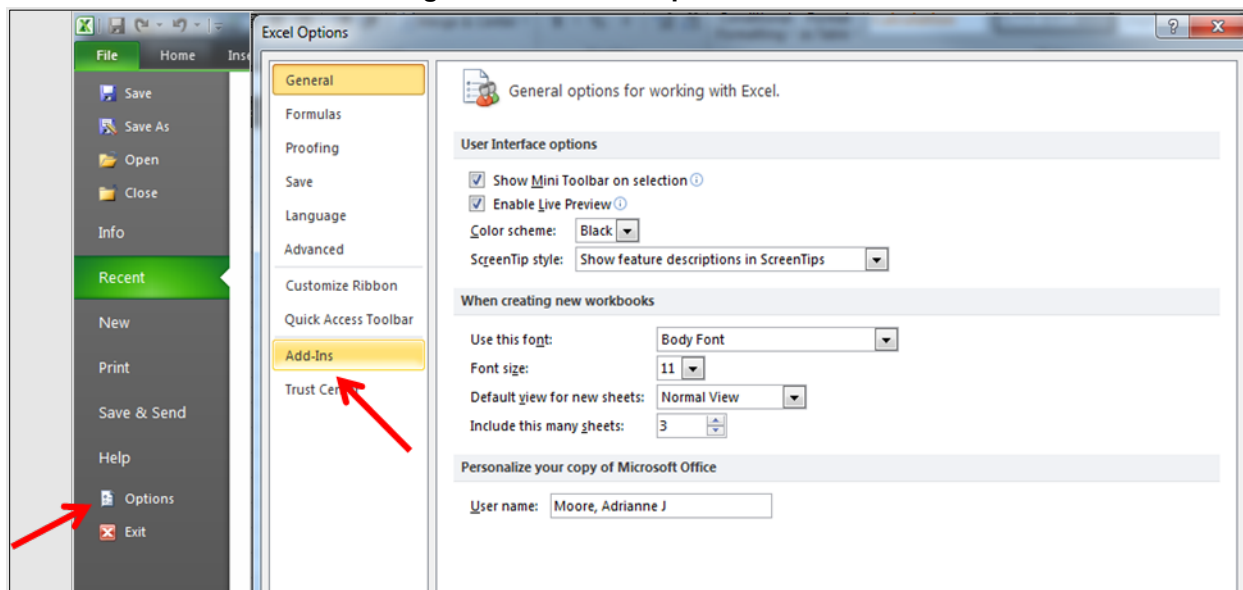 Excel Options
File Home Inse
Save
Save As
Open
Close
Info
Recent
New
Print
Save & Send
Help
Options
Exit
General
Formulas
Proofing
Save
Language
Advanced
Customize Ribbon
Quick Access Toolbar
Add-Ins
Trust Cen
General options for working with Excel.
User Interface options
Show Mini Toolbar on selection
Enable Live Preview
Color scheme: Black
ScreenTip style: Show feature descriptions in ScreenTips
When creating new workbooks
Use this font: Body Font
Font size: 11
Default view for new sheets: Normal View
Include this many sheets: 3
Personalize your copy of Microsoft Office
User name: Moore, Adrianne J